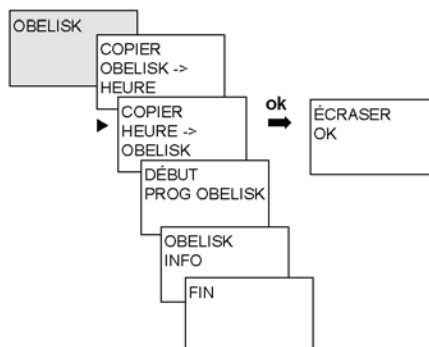 OBELISK
COPIER
OBELISK ->
HEURE
COPIER
HEURE ->
OBELISK
ok
ÉCRASER
OK
DÉBUT
PROG OBELISK
OBELISK
INFO
FIN